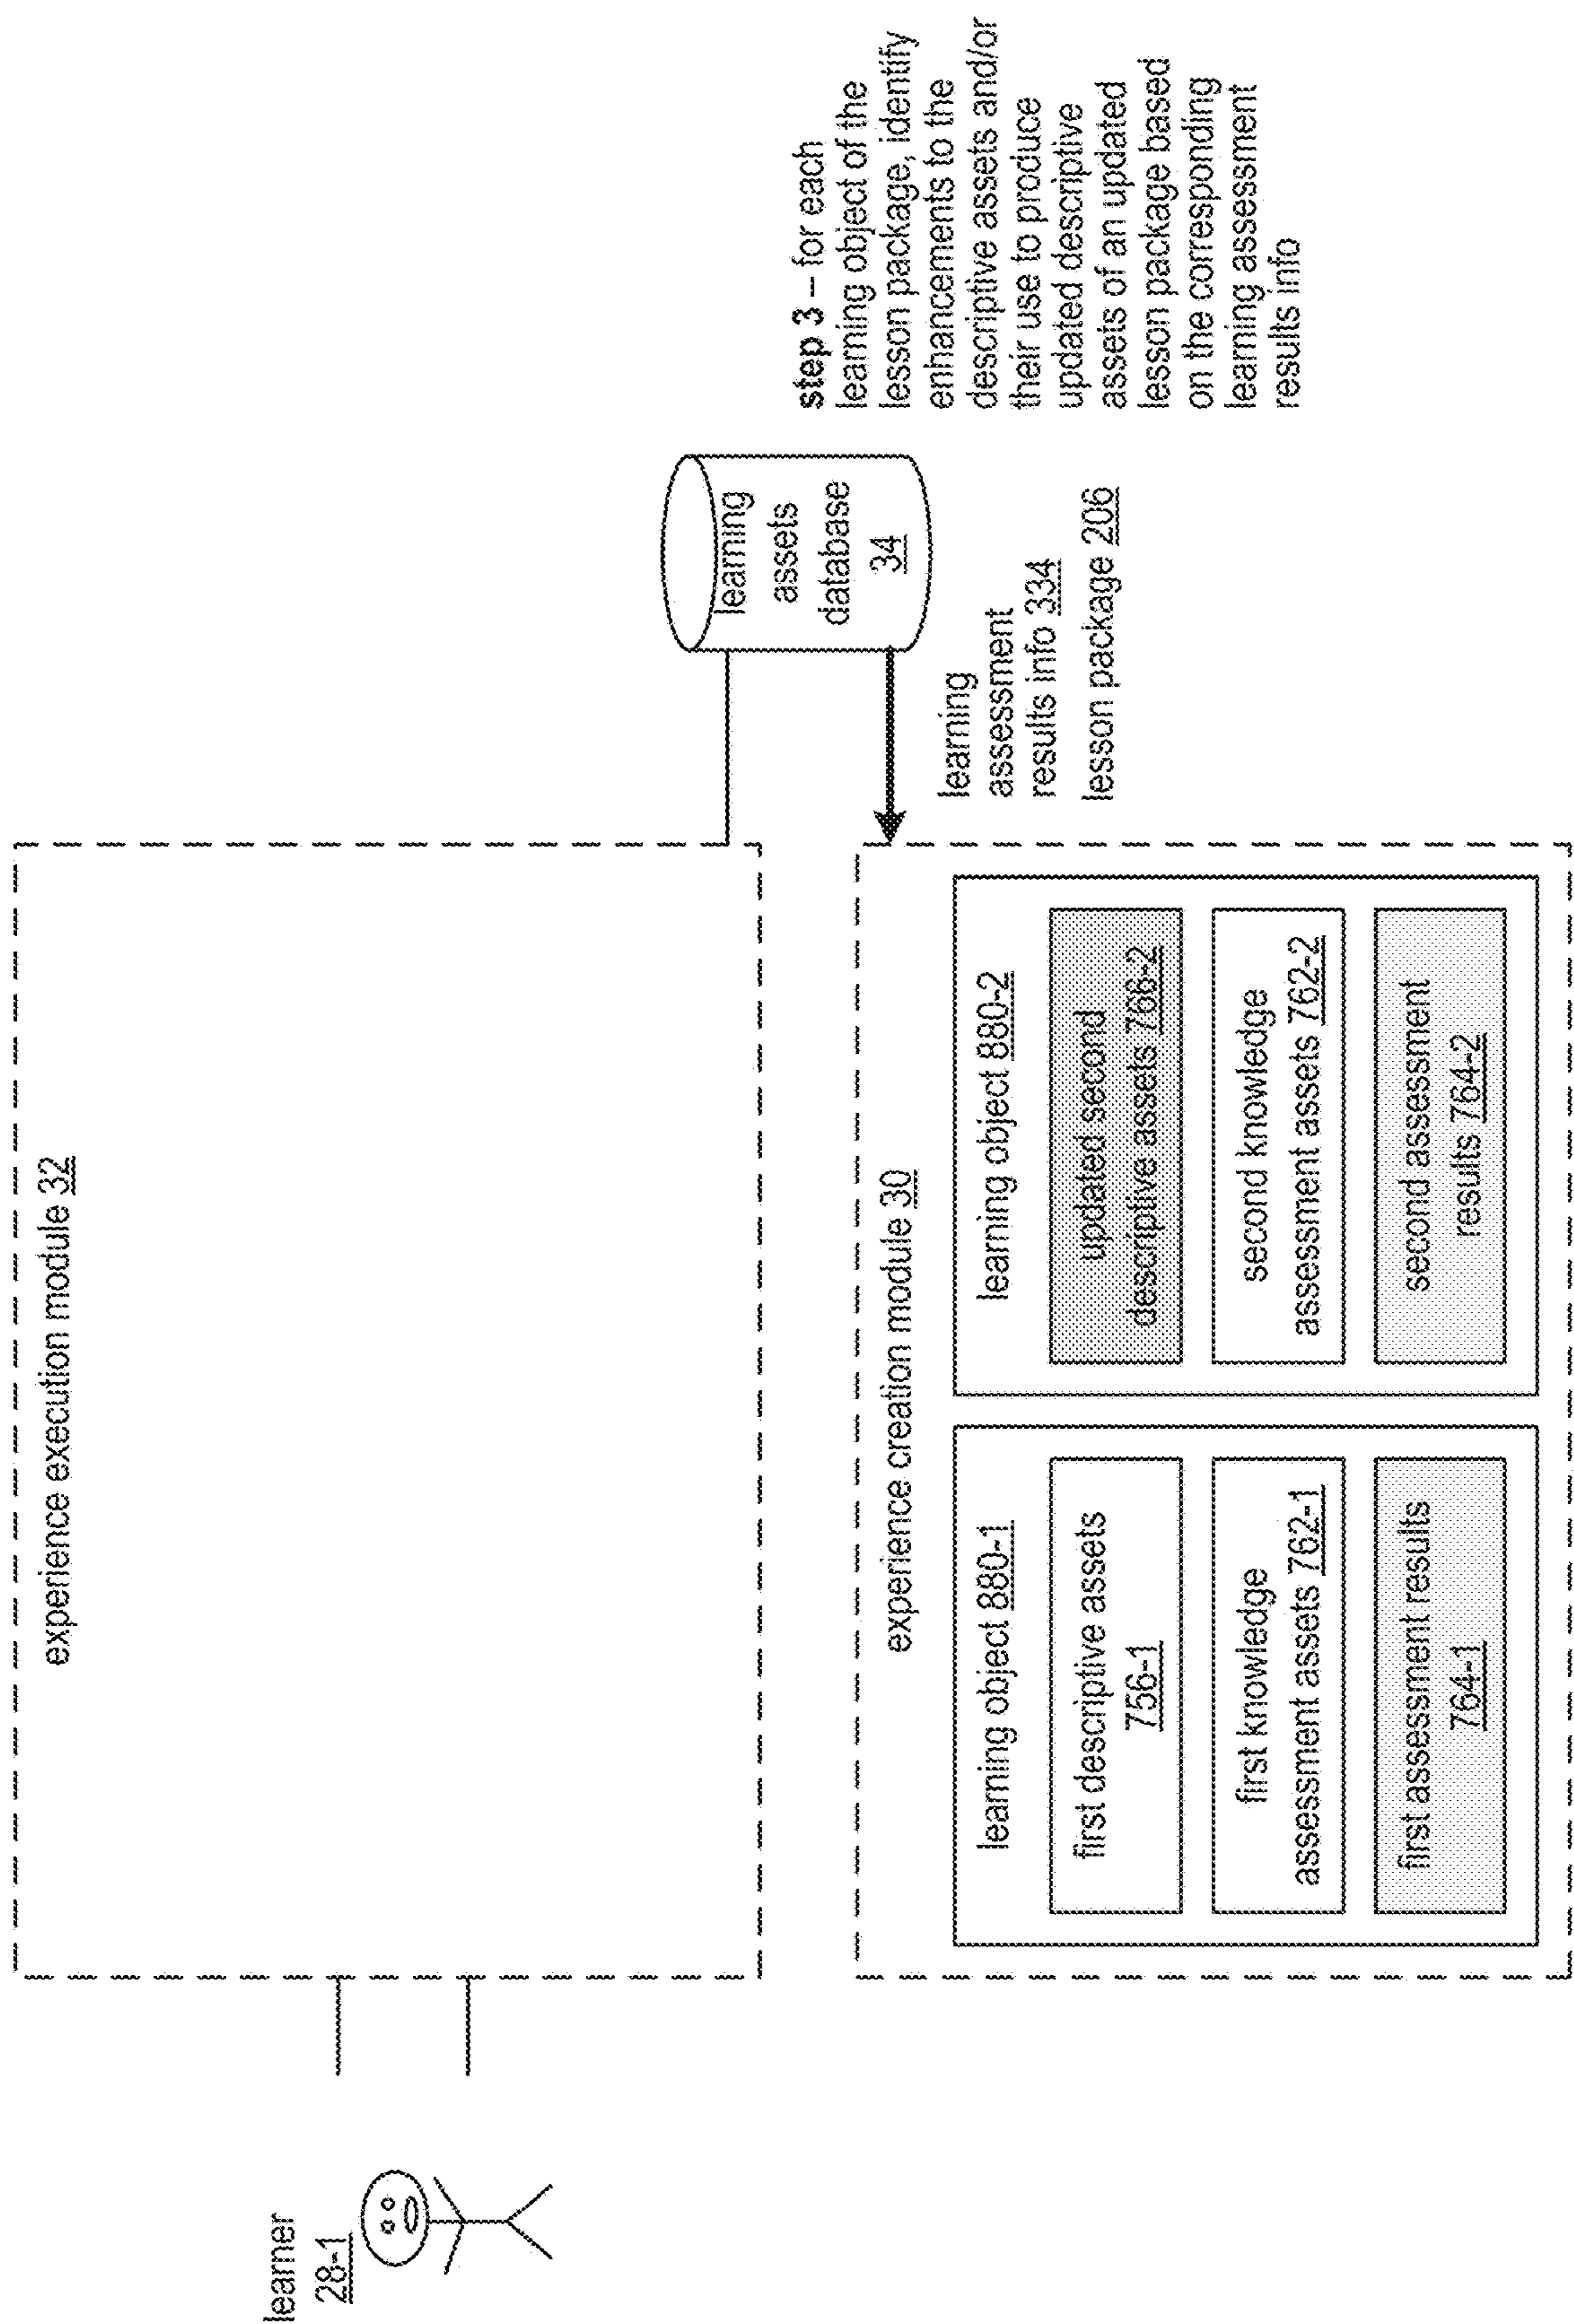 learner
28-1
experience execution module 32
learning
assets
database
34
experience creation module 30
learning object 880-1
first descriptive assets
756-1
first knowledge
assessment assets 762-1
first assessment results
764-1
learning object 880-2
updated second
descriptive assets 766-2
second knowledge
assessment assets 762-2
second assessment
results 764-2
learning
assessment
results info 334
lesson package 206
step 3 – for each
learning object of the
lesson package, identify
enhancements to the
descriptive assets and/or
their use to produce
updated descriptive
assets of an updated
lesson package based
on the corresponding
learning assessment
results info